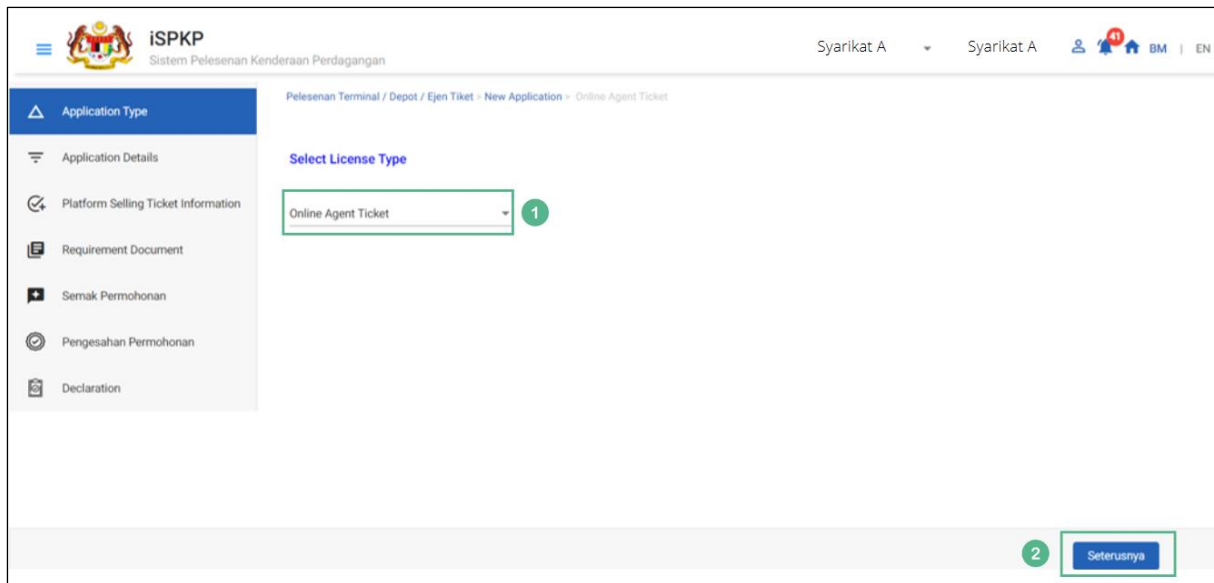 iSPKP
Sistem Pelesenan Kenderaan Perdagangan
Syarikat A
Syarikat A
41
BM | EN
Application Type
Application Details
Platform Selling Ticket Information
Requirement Document
Semak Permohonan
Pengesahan Permohonan
Declaration
Pelesenan Terminal / Depot / Ejen Tiket > New Application > Online Agent Ticket
Select License Type
Online Agent Ticket
1
2
Seterusnya